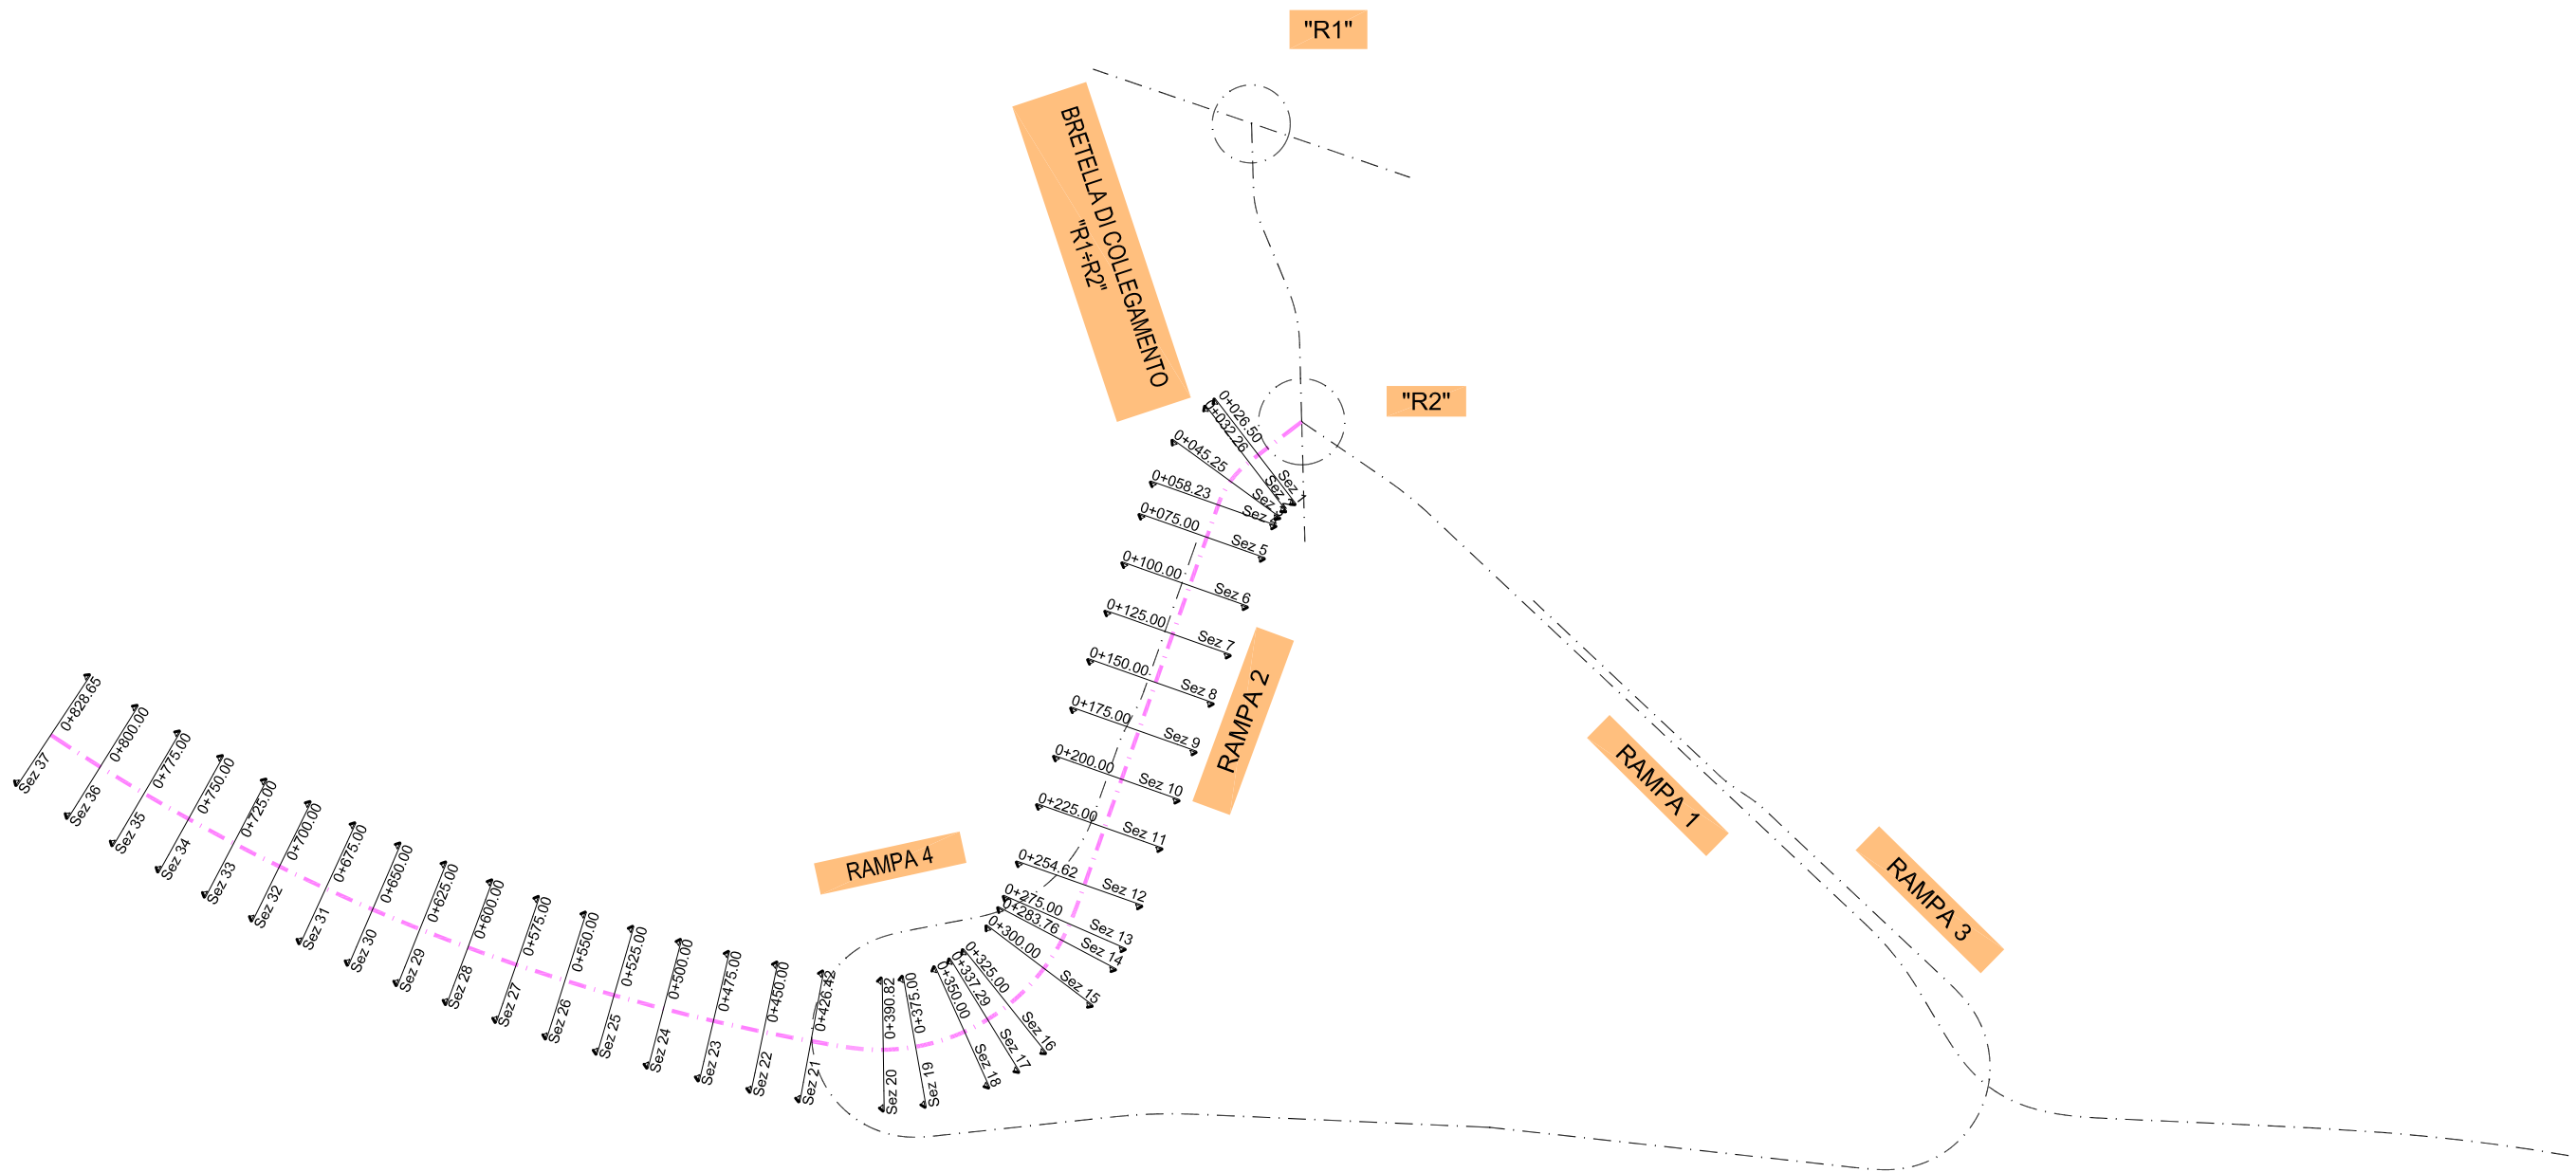 "R1"
BRETELLA DI COLLEGAMENTO
"R1÷R2"
"R2"
0+026.50
Sez 1
0+032.26
Sez 2
0+045.25
Sez
0+058.23
Sez 4
0+075.00
Sez 5
0+100.00
Sez 6
0+125.00
Sez 7
0+150.00
Sez 8
0+175.00
Sez 9
0+200.00
Sez 10
0+225.00
Sez 11
0+254.62
Sez 12
0+275.00
Sez 13
0+283.76
Sez 14
0+300.00
Sez 15
0+325.00
Sez 16
0+337.29
Sez 17
0+350.00
Sez 18
0+375.00
Sez 19
0+390.82
Sez 20
0+426.42
Sez 21
0+450.00
Sez 22
0+475.00
Sez 23
0+500.00
Sez 24
0+525.00
Sez 25
0+550.00
Sez 26
0+575.00
Sez 27
0+600.00
Sez 28
0+625.00
Sez 29
0+650.00
Sez 30
0+675.00
Sez 31
0+700.00
Sez 32
0+725.00
Sez 33
0+750.00
Sez 34
0+775.00
Sez 35
0+800.00
Sez 36
0+828.65
Sez 37
RAMPA 2
RAMPA 4
RAMPA 1
RAMPA 3